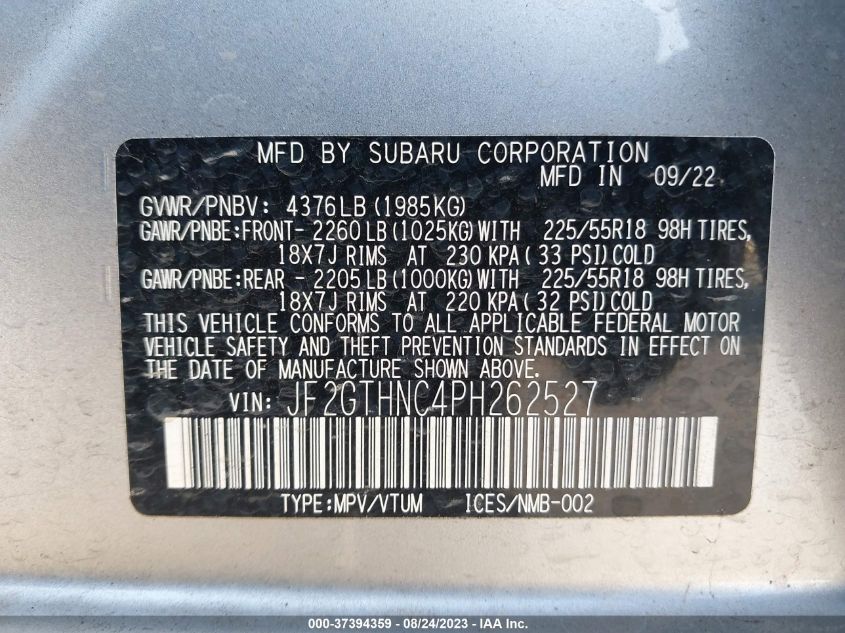 MFD BY SUBARU CORPORATION
MFD IN 09/22
GVWR/PNBV: 4376LB (1985KG)
GAWR/PNBE:FRONT- 2260 LB (1025KG) WITH 225/55R18 98H TIRES,
18X7J RIMS AT 230 KPA ( 33 PSI) COLD
GAWR/PNBE:REAR - 2205 LB (1000KG) WITH 225/55R18 98H TIRES,
18X7J RIMS AT 220 KPA ( 32 PSI) COLD
THIS VEHICLE CONFORMS TO ALL APPLICABLE FEDERAL MOTOR
VEHICLE SAFETY AND THEFT PREVENTION STANDARDS IN EFFECT ON
THE DATE OF MANUFACTURE SHOWN ABOVE.
VIN: JF2GTHNC4PH262527
TYPE:MPV/VTUM ICES/NMB-002
000-37394359 - 08/24/2023 - IAA Inc.